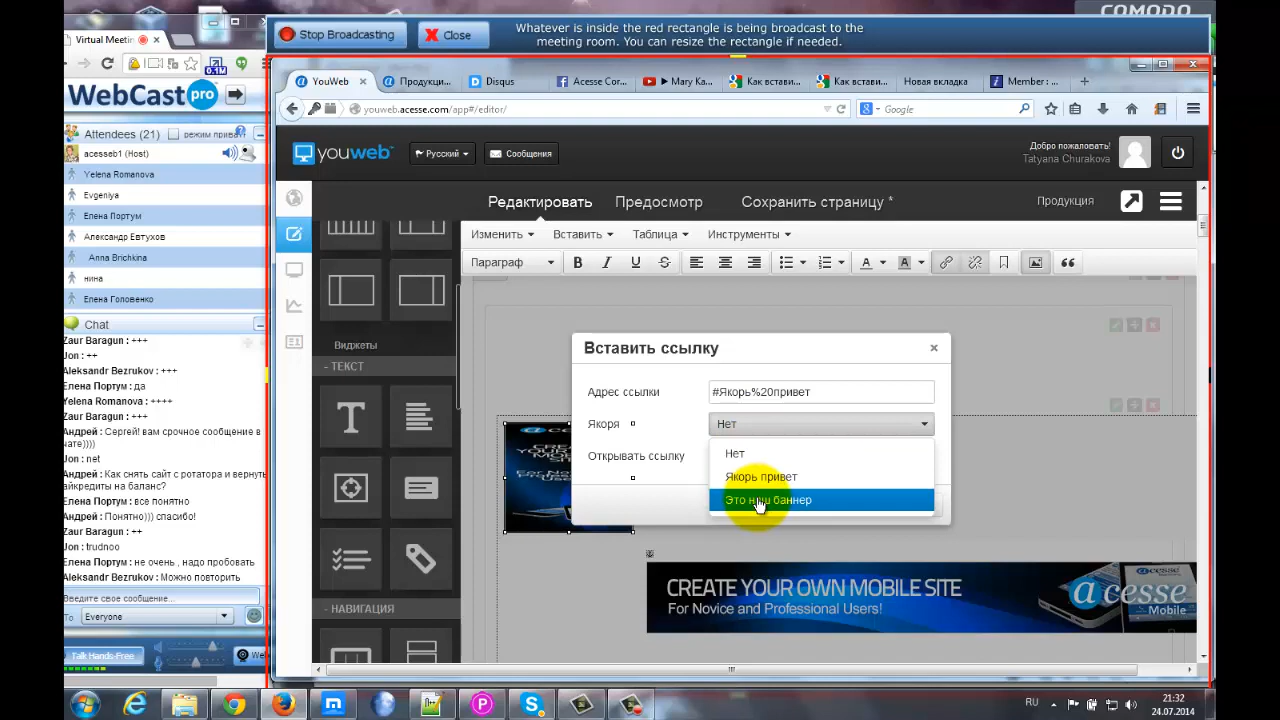 COMODO
Stop Broadcasting
Close
Whatever is inside the red rectangle is being broadcast to the
meeting room. You can resize the rectangle if needed.
Virtual Meetin
0.1M
WebCast pro
Attendees (21)
режим прива
acesseb1 (Host)
Yelena Romanova
Evgeniya
Елена Портум
Александр Евтухов
Anna Brichkina
нина
Елена Головенко
Chat
Zaur Baragun : +++
Jon : ++
Aleksandr Bezrukov : +++
Елена Портум : да
Yelena Romanova : ++++
Zaur Baragun : +++
Андрей : Сергей! вам срочное сообщение в
чате))))
Jon : net
Андрей : Как снять сайт с ротатора и вернуть
айкредиты на баланс?
Елена Портум : все понятно
Андрей : Понятно))) спасибо!
Zaur Baragun : ++
Jon : trudnoo
Елена Портум : не очень , надо пробовать
Aleksandr Bezrukov : Можно повторить
Введите свое сообщение...
To
Everyone
Talk Hands-Free
We
YouWeb
Продукци...
Disqus
Acesse Cor...
Mary Ka...
Как встави...
Как встави...
Новая вкладка
Member : ...
youweb.acesse.com/app#/editor/
Google
youweb
Русский
Сообщения
Добро пожаловать!
Tatyana Churakova
Редактировать
Предосмотр
Сохранить страницу *
Продукция
Изменить
Вставить
Таблица
Инструменты
Параграф
B I U S
A A
Виджеты
- ТЕКСТ
- НАВИГАЦИЯ
Вставить ссылку
Адрес ссылки
#Якорь%20привет
Якоря
Нет
Открывать ссылку
Нет
Якорь привет
Это наш баннер
CREATE YOUR OWN MOBILE SITE
For Novice and Professional Users!
acesse
Mobile
RU
21:32
24.07.2014